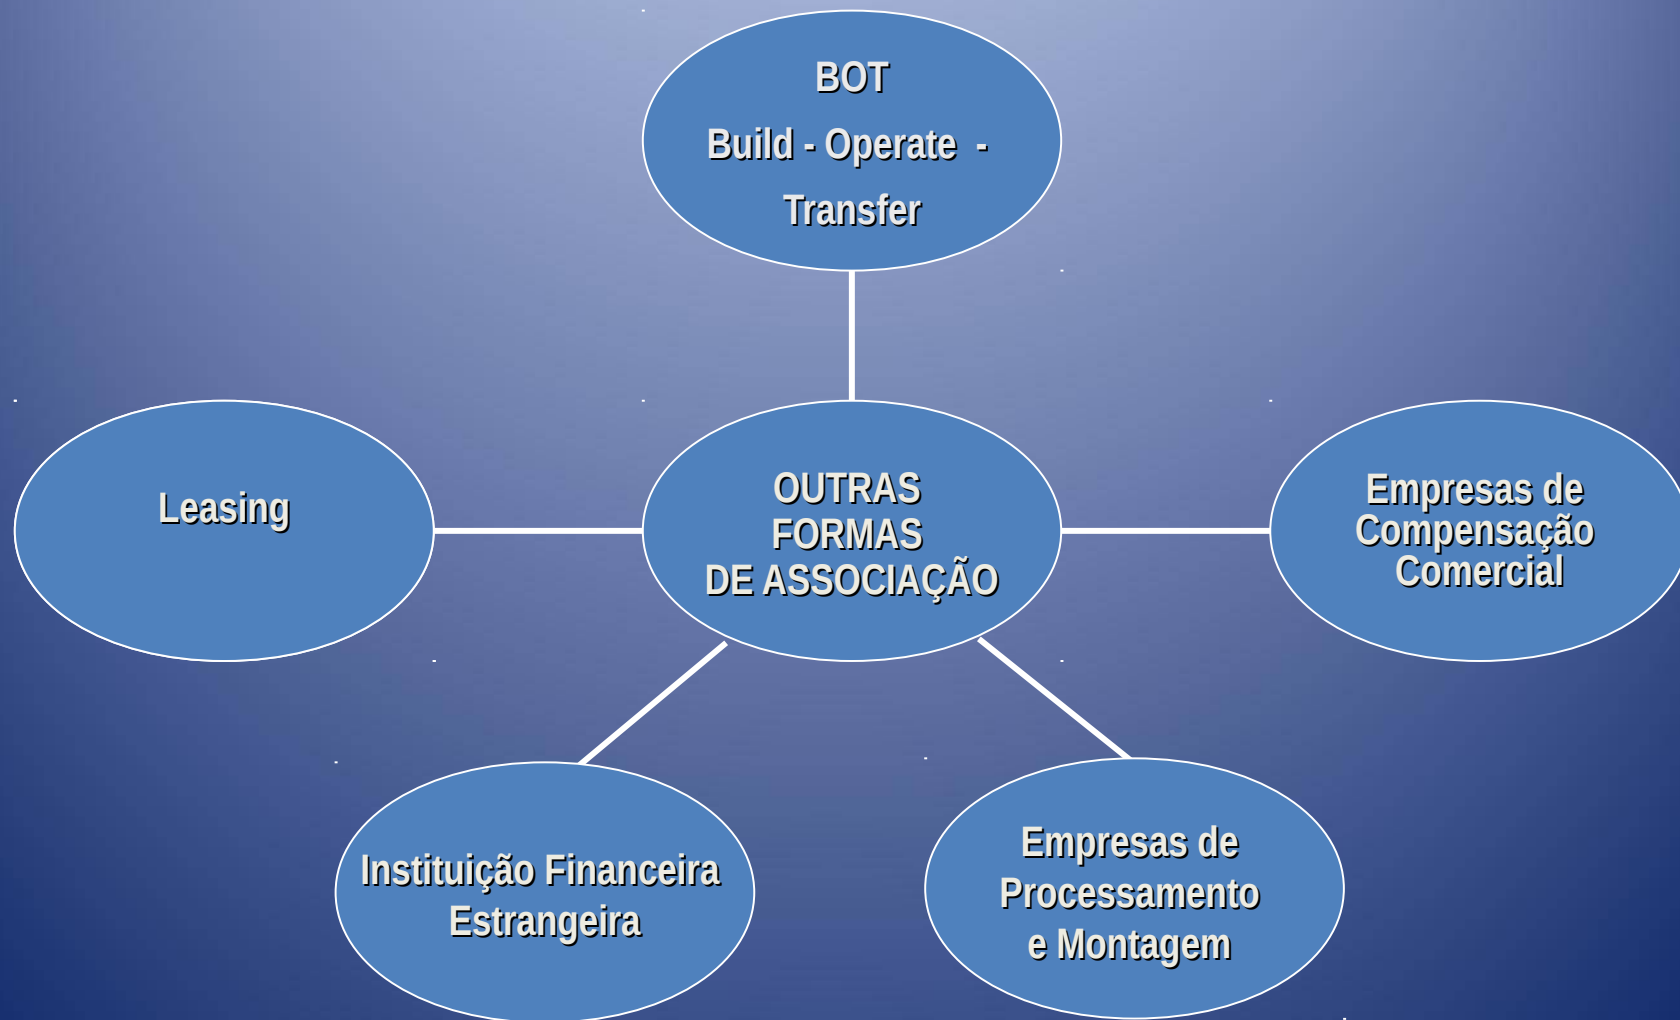 BOT
Build - Operate  -
Transfer
Leasing
OUTRAS
FORMAS
DE ASSOCIAÇÃO
Empresas de
Compensação
Comercial
Instituição Financeira
Estrangeira
Empresas de
Processamento
e Montagem